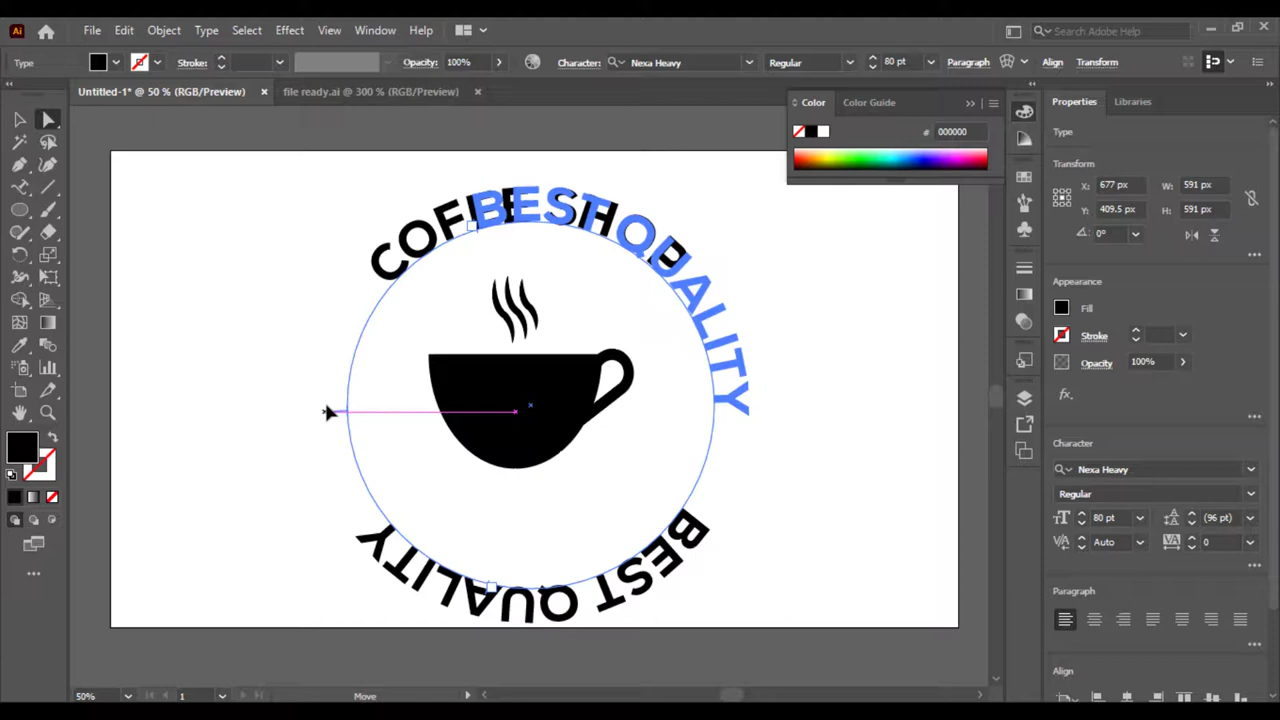 Ai File Edit Object Type Select Effect View Window Help Search Adobe Help
Type Stroke: Opacity: 100% Character: Nexa Heavy Regular 80 pt Paragraph Align Transform
Untitled-1* @ 50 % (RGB/Preview) × file ready.ai @ 300 % (RGB/Preview) ×
Color Color Guide
# 000000
Properties Libraries
Type
Transform
X: 677 px W: 591 px
Y: 409.5 px H: 591 px
0°
Appearance
Fill
Stroke
Opacity 100%
fx
Character
Nexa Heavy
Regular
80 pt (96 pt)
Auto 0
Paragraph
Align
BEST QUALITY
BEST QUALITY
50% 1 Move